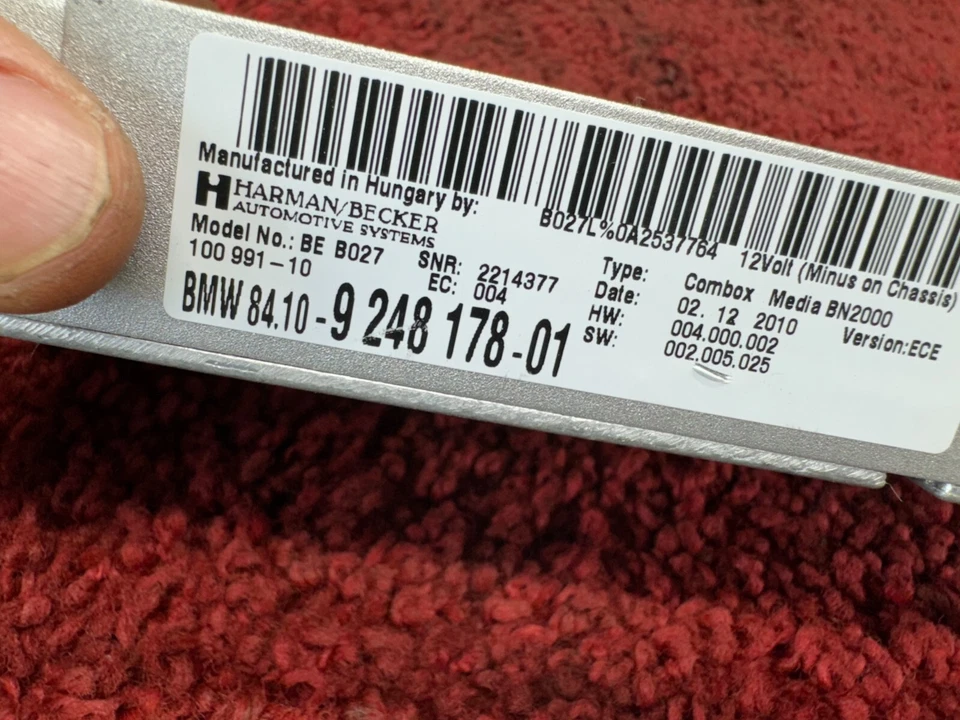 Manufactured in Hungary by:
HARMAN/BECKER
AUTOMOTIVE SYSTEMS
Model No.: BE B027
100 991-10
SNR: 2214377
EC: 004
BMW 84.10-9 248 178-01
B027L%0A2537764
12Volt (Minus on Chassis)
Type: Combox Media BN2000
Date: 02. 12 2010
Version:ECE
HW: 004.000.002
SW: 002.005.025